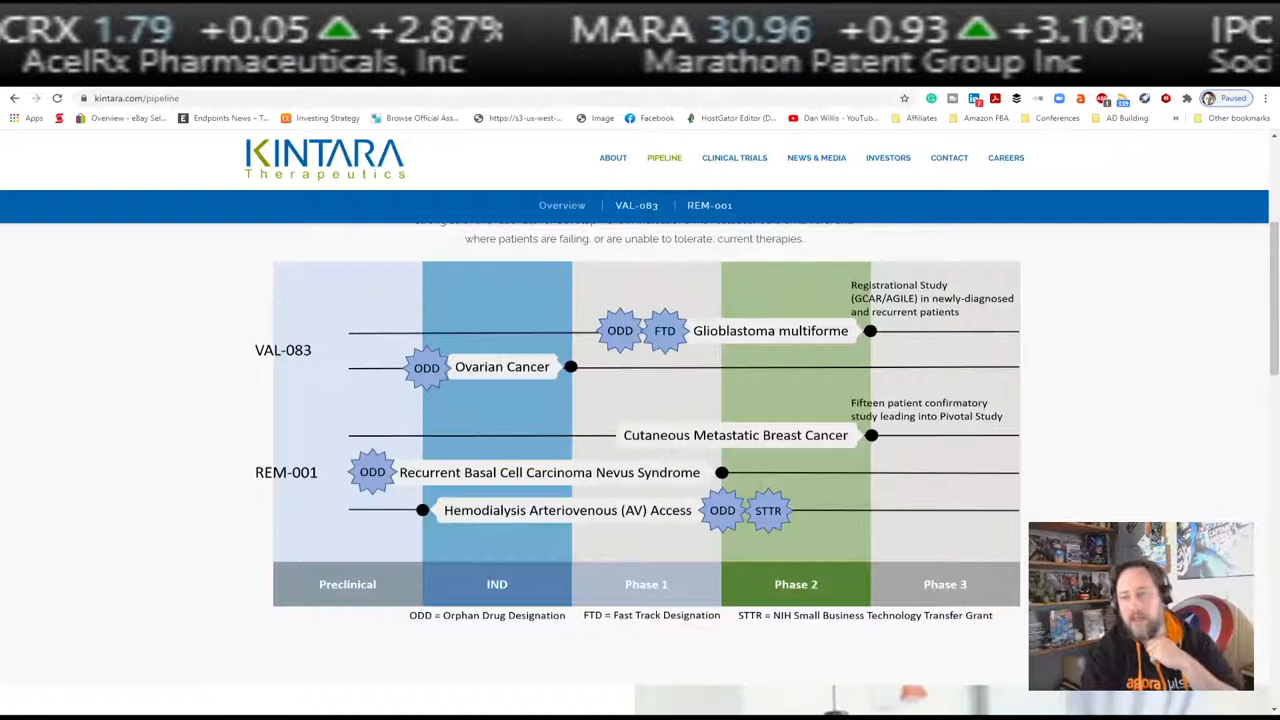 CRX 1.79 +0.05 +2.87%
AcelRx Pharmaceuticals, Inc
MARA 30.96 +0.93 +3.10%
Marathon Patent Group Inc
IPC
Soci
kintara.com/pipeline
Paused
Apps
Overview - eBay Sel...
Endpoints News – T...
Investing Strategy
Browse Official Ass...
https://s3-us-west-...
Image
Facebook
HostGator Editor (D...
Dan Willis - YouTub...
Affiliates
Amazon FBA
Conferences
AD Building
»
Other bookmarks
KINTARA
Therapeutics
ABOUT
PIPELINE
CLINICAL TRIALS
NEWS & MEDIA
INVESTORS
CONTACT
CAREERS
Overview | VAL-083 | REM-001
where patients are failing, or are unable to tolerate, current therapies.
Registrational Study
(GCAR/AGILE) in newly-diagnosed
and recurrent patients
ODD FTD Glioblastoma multiforme
VAL-083
ODD Ovarian Cancer
Fifteen patient confirmatory
study leading into Pivotal Study
Cutaneous Metastatic Breast Cancer
REM-001
ODD Recurrent Basal Cell Carcinoma Nevus Syndrome
Hemodialysis Arteriovenous (AV) Access ODD STTR
Preclinical
IND
Phase 1
Phase 2
Phase 3
ODD = Orphan Drug Designation
FTD = Fast Track Designation
STTR = NIH Small Business Technology Transfer Grant